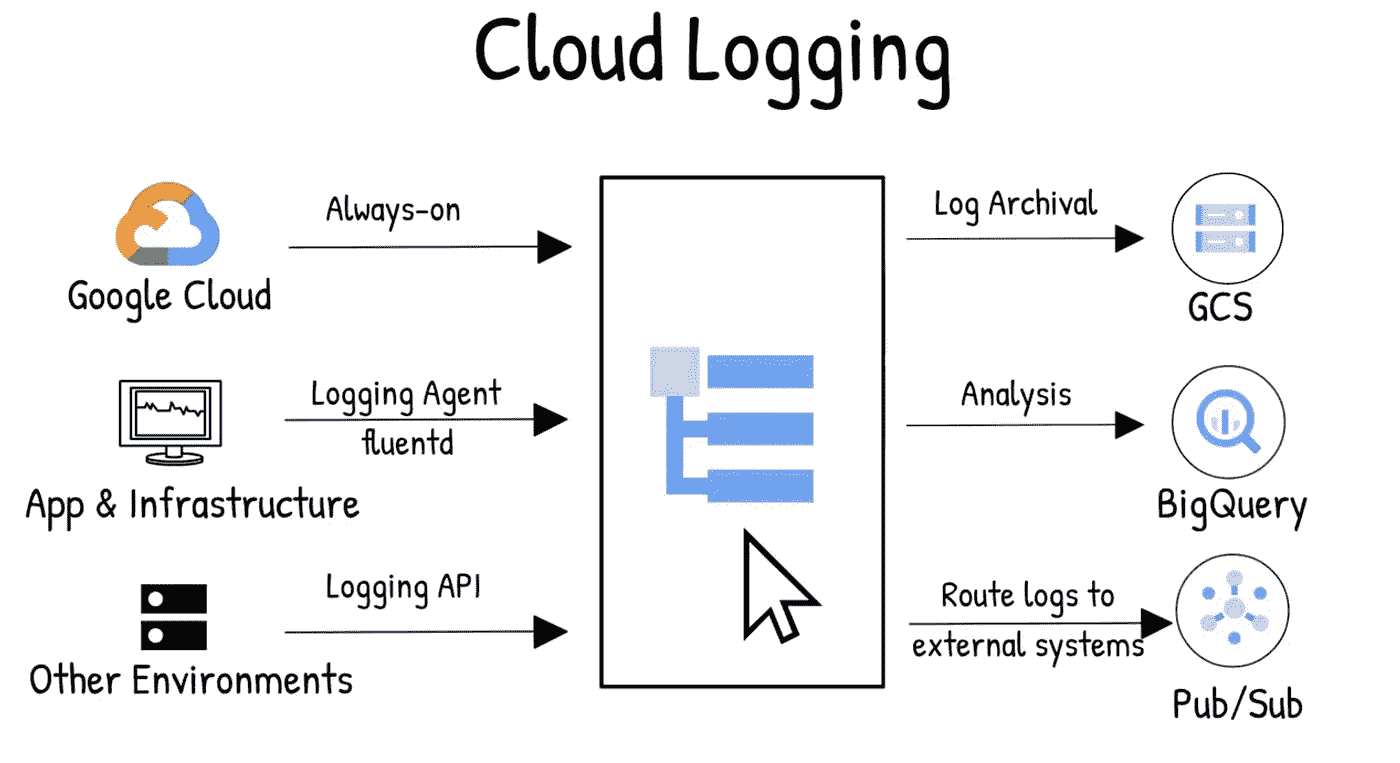 Cloud Logging
Always-on
Google Cloud
Logging Agent
fluentd
App & Infrastructure
Logging API
Other Environments
Log Archival
GCS
Analysis
BigQuery
Route logs to
external systems
Pub/Sub